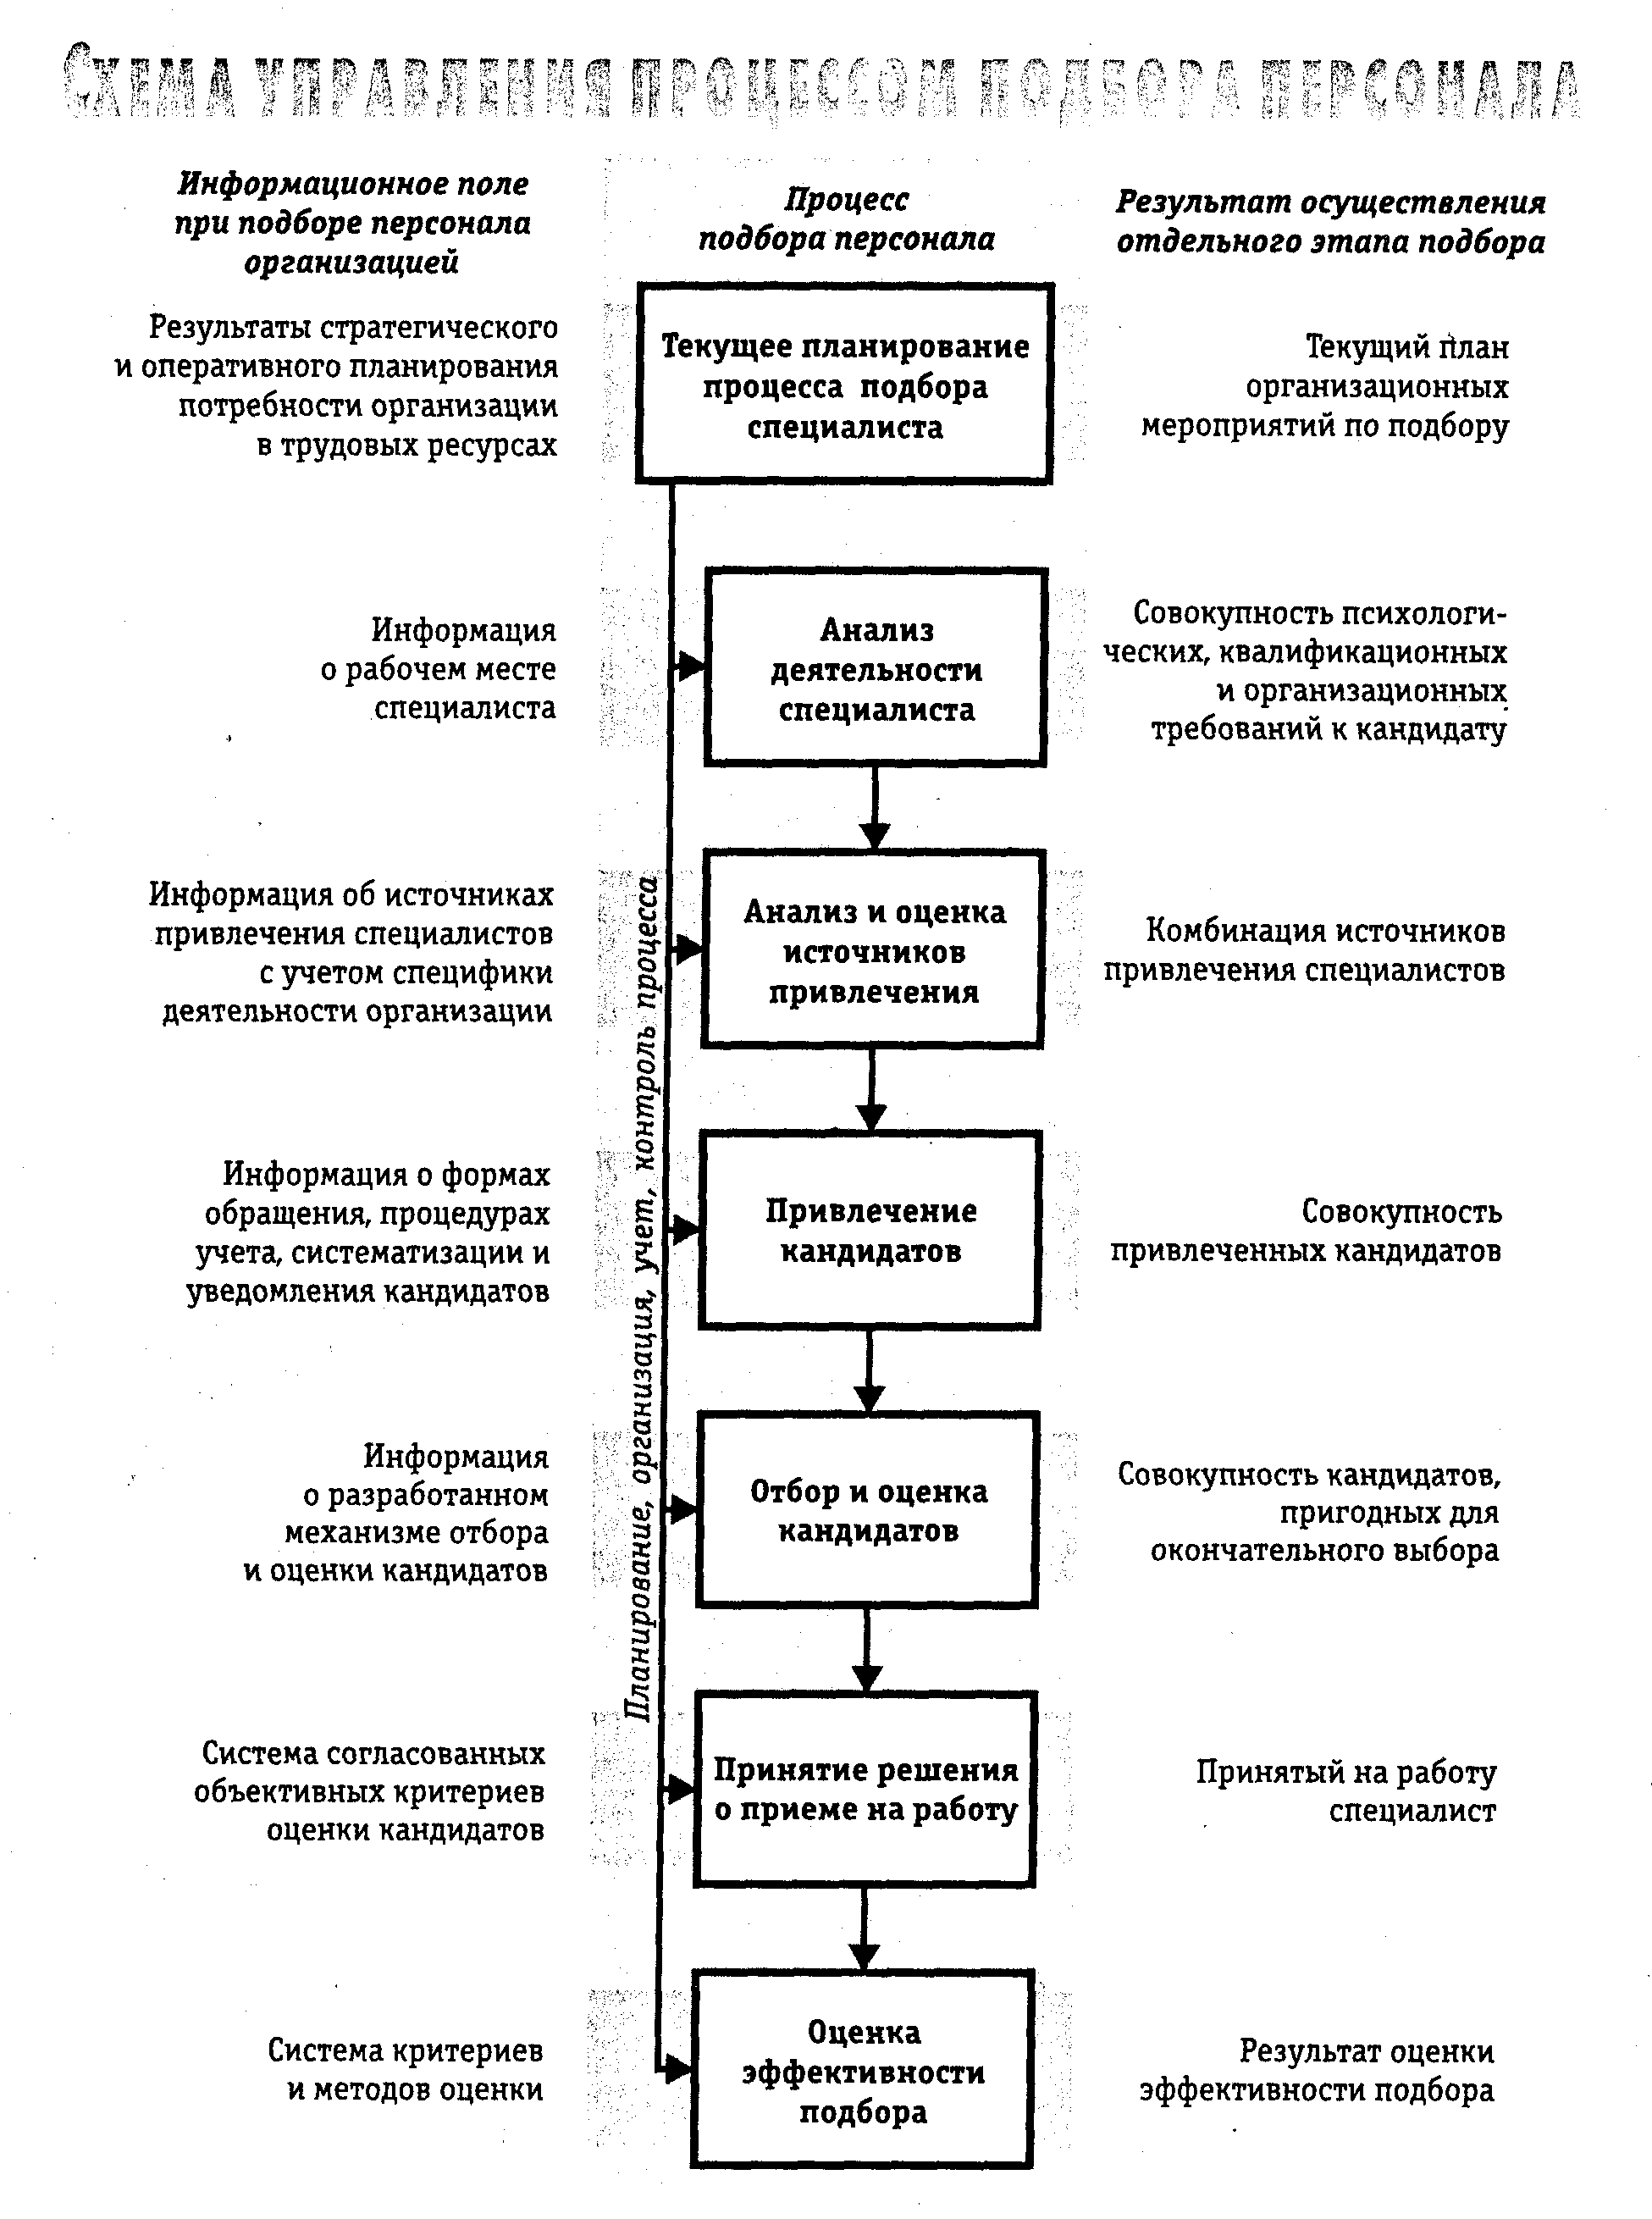 СХЕМА УПРАВЛЕНИЯ ПРОЦЕССОМ ПОДБОРА ПЕРСОНАЛА
Информационное поле
при подборе персонала
организацией
Процесс
подбора персонала
Результат осуществления
отдельного этапа подбора
Результаты стратегического
и оперативного планирования
потребности организации
в трудовых ресурсах
Текущее планирование
процесса подбора
специалиста
Текущий план
организационных
мероприятий по подбору
Информация
о рабочем месте
специалиста
Анализ
деятельности
специалиста
Совокупность психологи-
ческих, квалификационных
и организационных
требований к кандидату
Информация об источниках
привлечения специалистов
с учетом специфики
деятельности организации
Планирование, организация, учет, контроль процесса
Анализ и оценка
источников
привлечения
Комбинация источников
привлечения специалистов
Информация о формах
обращения, процедурах
учета, систематизации и
уведомления кандидатов
Привлечение
кандидатов
Совокупность
привлеченных кандидатов
Информация
о разработанном
механизме отбора
и оценки кандидатов
Отбор и оценка
кандидатов
Совокупность кандидатов,
пригодных для
окончательного выбора
Система согласованных
объективных критериев
оценки кандидатов
Принятие решения
о приеме на работу
Принятый на работу
специалист
Система критериев
и методов оценки
Оценка
эффективности
подбора
Результат оценки
эффективности подбора